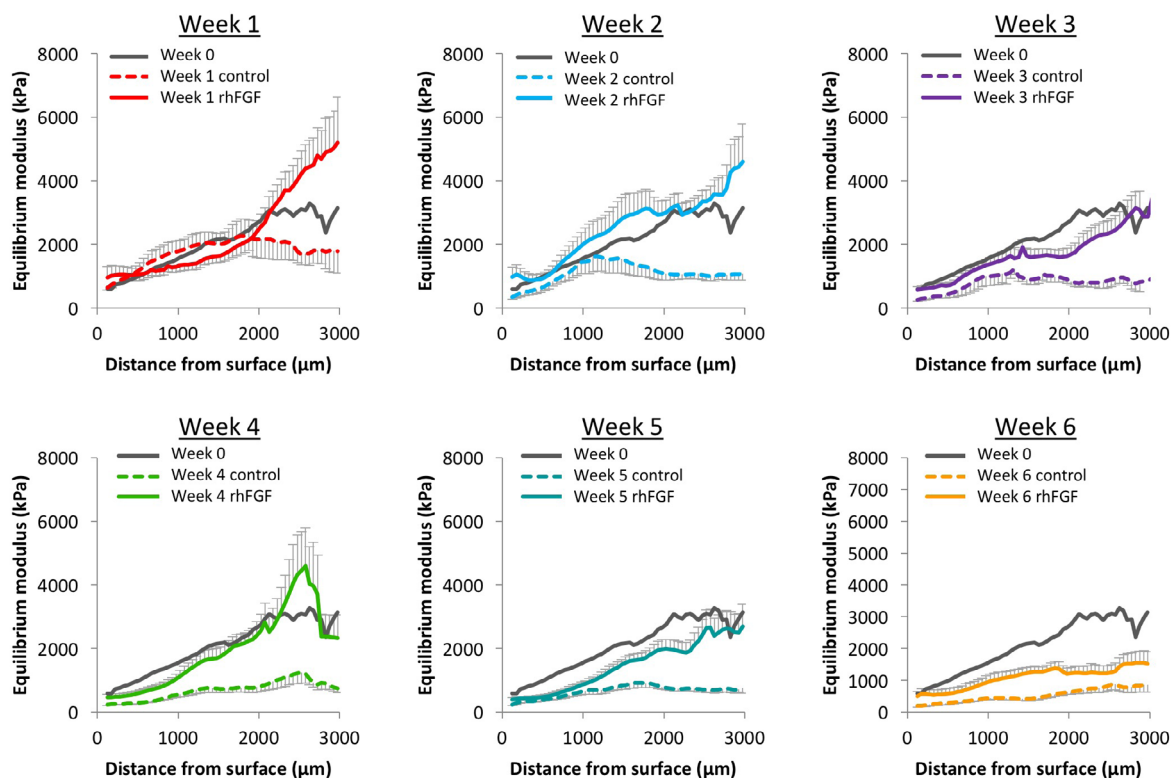 Week 1
Week 0
Week 1 control
Week 1 rhFGF
Equilibrium modulus (kPa)
8000
6000
4000
2000
0
0 1000 2000 3000
Distance from surface (µm)
Week 2
Week 0
Week 2 control
Week 2 rhFGF
Equilibrium modulus (kPa)
8000
6000
4000
2000
0
0 1000 2000 3000
Distance from surface (µm)
Week 3
Week 0
Week 3 control
Week 3 rhFGF
Equilibrium modulus (kPa)
8000
6000
4000
2000
0
0 1000 2000 3000
Distance from surface (µm)
Week 4
Week 0
Week 4 control
Week 4 rhFGF
Equilibrium modulus (kPa)
8000
6000
4000
2000
0
0 1000 2000 3000
Distance from surface (µm)
Week 5
Week 0
Week 5 control
Week 5 rhFGF
Equilibrium modulus (kPa)
8000
6000
4000
2000
0
0 1000 2000 3000
Distance from surface (µm)
Week 6
Week 0
Week 6 control
Week 6 rhFGF
Equilibrium modulus (kPa)
8000
7000
6000
5000
4000
3000
2000
1000
0
0 1000 2000 3000
Distance from surface (µm)